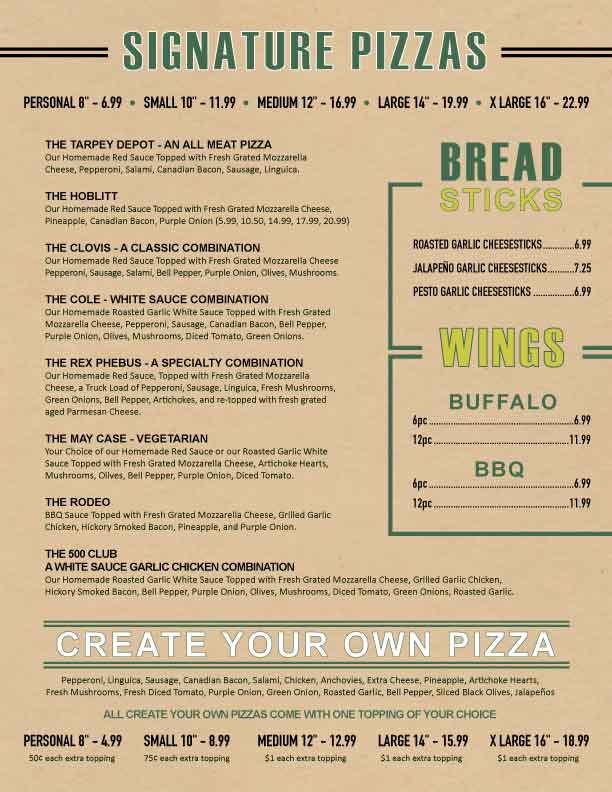 SIGNATURE PIZZAS
PERSONAL 8" - 6.99 • SMALL 10" - 11.99 • MEDIUM 12" - 16.99 • LARGE 14" - 19.99 • X LARGE 16" - 22.99
THE TARPEY DEPOT - AN ALL MEAT PIZZA
Our Homemade Red Sauce Topped with Fresh Grated Mozzarella
Cheese, Pepperoni, Salami, Canadian Bacon, Sausage, Linguica.
THE HOBLITT
Our Homemade Red Sauce Topped with Fresh Grated Mozzarella Cheese,
Pineapple, Canadian Bacon, Purple Onion (5.99, 10.50, 14.99, 17.99, 20.99)
THE CLOVIS - A CLASSIC COMBINATION
Our Homemade Red Sauce Topped with Fresh Grated Mozzarella Cheese
Pepperoni, Sausage, Salami, Bell Pepper, Purple Onion, Olives, Mushrooms.
THE COLE - WHITE SAUCE COMBINATION
Our Homemade Roasted Garlic White Sauce Topped with Fresh Grated
Mozzarella Cheese, Pepperoni, Sausage, Canadian Bacon, Bell Pepper,
Purple Onion, Olives, Mushrooms, Diced Tomato, Green Onions.
THE REX PHEBUS - A SPECIALTY COMBINATION
Our Homemade Red Sauce, Topped with Fresh Grated Mozzarella
Cheese, a Truck Load of Pepperoni, Sausage, Linguica, Fresh Mushrooms,
Green Onions, Bell Pepper, Artichokes, and re-topped with fresh grated
aged Parmesan Cheese.
THE MAY CASE - VEGETARIAN
Your Choice of our Homemade Red Sauce or our Roasted Garlic White
Sauce Topped with Fresh Grated Mozzarella Cheese, Artichoke Hearts,
Mushrooms, Olives, Bell Pepper, Purple Onion, Diced Tomato.
THE RODEO
BBQ Sauce Topped with Fresh Grated Mozzarella Cheese, Grilled Garlic
Chicken, Hickory Smoked Bacon, Pineapple, and Purple Onion.
THE 500 CLUB
A WHITE SAUCE GARLIC CHICKEN COMBINATION
Our Homemade Roasted Garlic White Sauce Topped with Fresh Grated Mozzarella Cheese, Grilled Garlic Chicken,
Hickory Smoked Bacon, Bell Pepper, Purple Onion, Olives, Mushrooms, Diced Tomato, Green Onions, Roasted Garlic.
BREAD
STICKS
ROASTED GARLIC CHEESESTICKS............6.99
JALAPEÑO GARLIC CHEESESTICKS...........7.25
PESTO GARLIC CHEESESTICKS ................6.99
WINGS
BUFFALO
6pc .......................................................6.99
12pc .....................................................11.99
BBQ
6pc .......................................................6.99
12pc .....................................................11.99
CREATE YOUR OWN PIZZA
Pepperoni, Linguica, Sausage, Canadian Bacon, Salami, Chicken, Anchovies, Extra Cheese, Pineapple, Artichoke Hearts,
Fresh Mushrooms, Fresh Diced Tomato, Purple Onion, Green Onion, Roasted Garlic, Bell Pepper, Sliced Black Olives, Jalapeños
ALL CREATE YOUR OWN PIZZAS COME WITH ONE TOPPING OF YOUR CHOICE
PERSONAL 8" - 4.99 SMALL 10" - 8.99 MEDIUM 12" - 12.99 LARGE 14" - 15.99 X LARGE 16" - 18.99
50¢ each extra topping 75¢ each extra topping $1 each extra topping $1 each extra topping $1 each extra topping